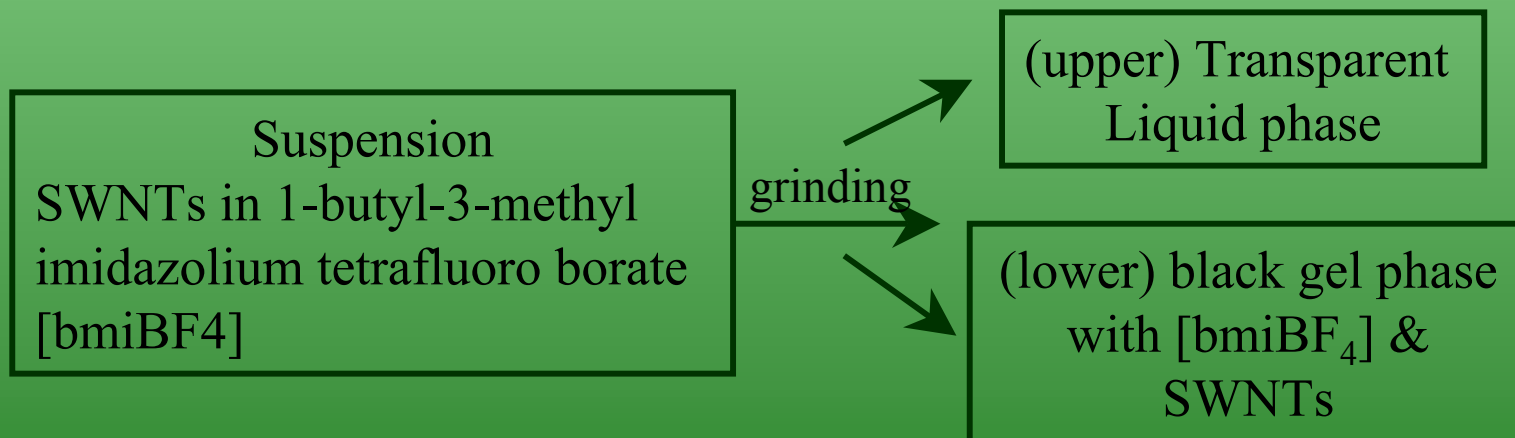 Suspension
SWNTs in 1-butyl-3-methyl
imidazolium tetrafluoro borate
[bmiBF4]
grinding
(upper) Transparent
Liquid phase
(lower) black gel phase
with [bmiBF₄] &
SWNTs